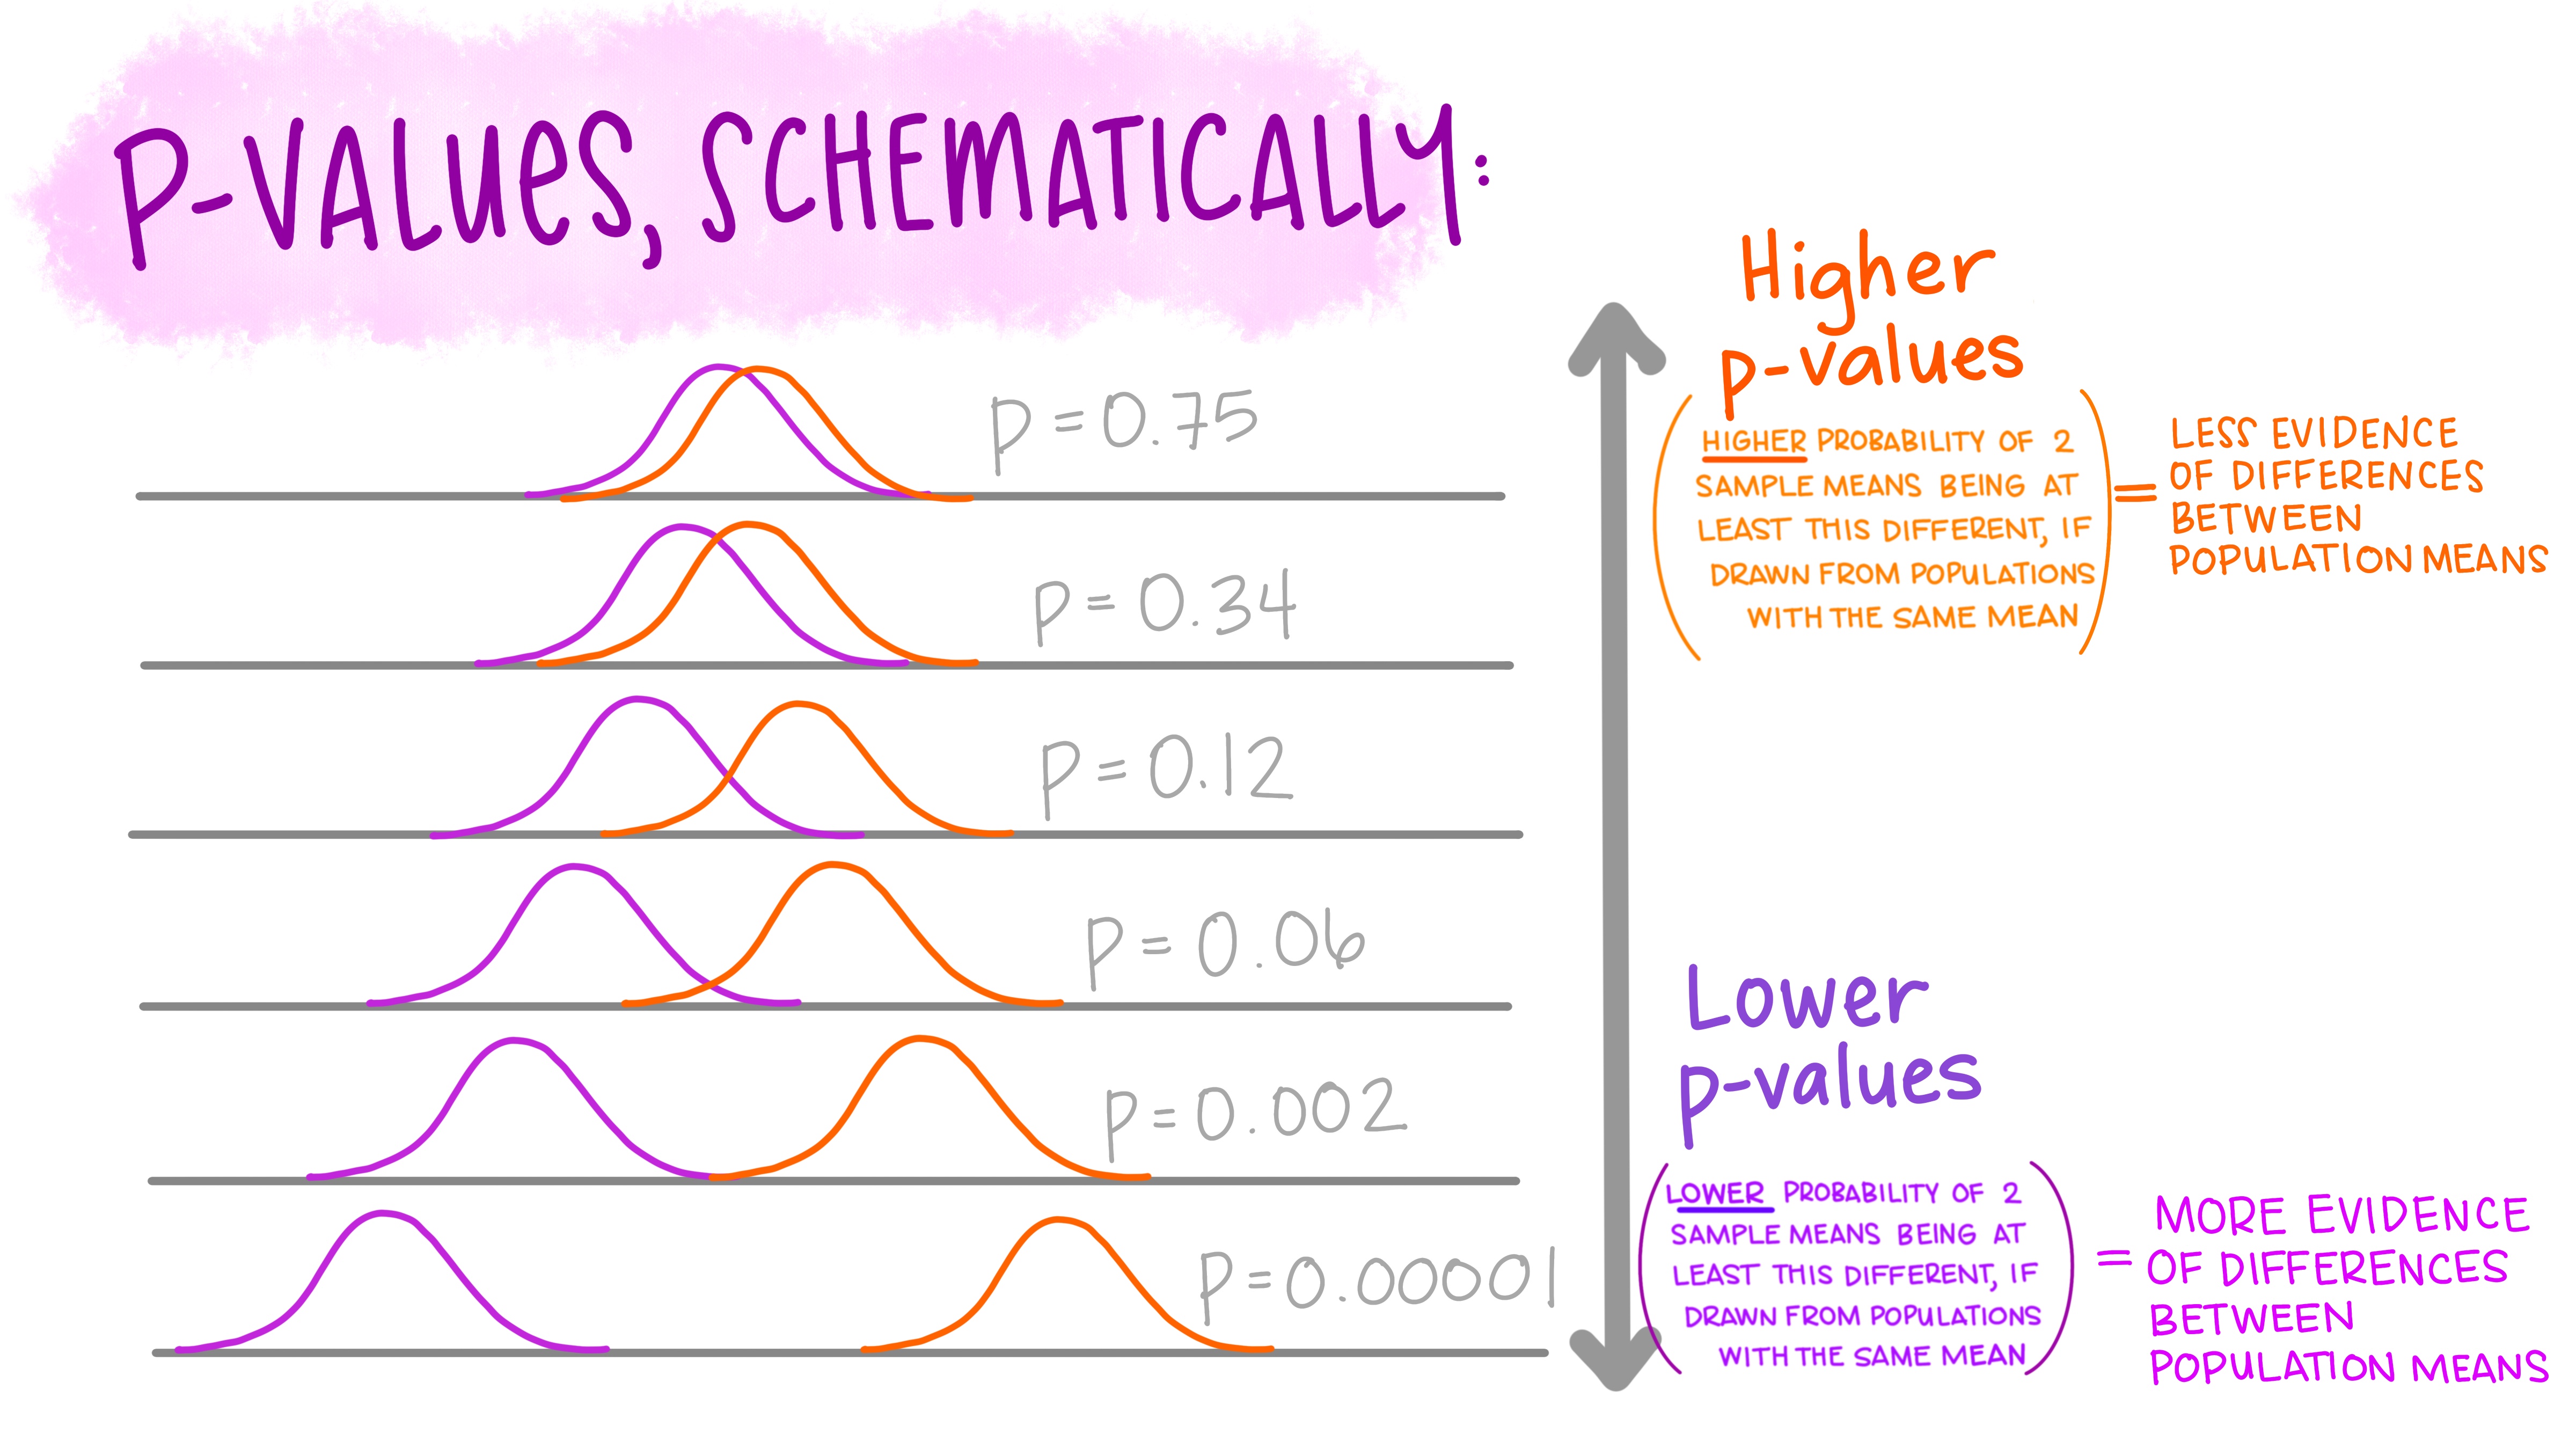 P-VALUES, SCHEMATICALLY:
p = 0.75
p = 0.34
p = 0.12
p = 0.06
p = 0.002
p = 0.00001
Higher
p-values
(HIGHER PROBABILITY OF 2
SAMPLE MEANS BEING AT
LEAST THIS DIFFERENT, IF
DRAWN FROM POPULATIONS
WITH THE SAME MEAN)
= LESS EVIDENCE
OF DIFFERENCES
BETWEEN
POPULATION MEANS
Lower
p-values
(LOWER PROBABILITY OF 2
SAMPLE MEANS BEING AT
LEAST THIS DIFFERENT, IF
DRAWN FROM POPULATIONS
WITH THE SAME MEAN)
= MORE EVIDENCE
OF DIFFERENCES
BETWEEN
POPULATION MEANS